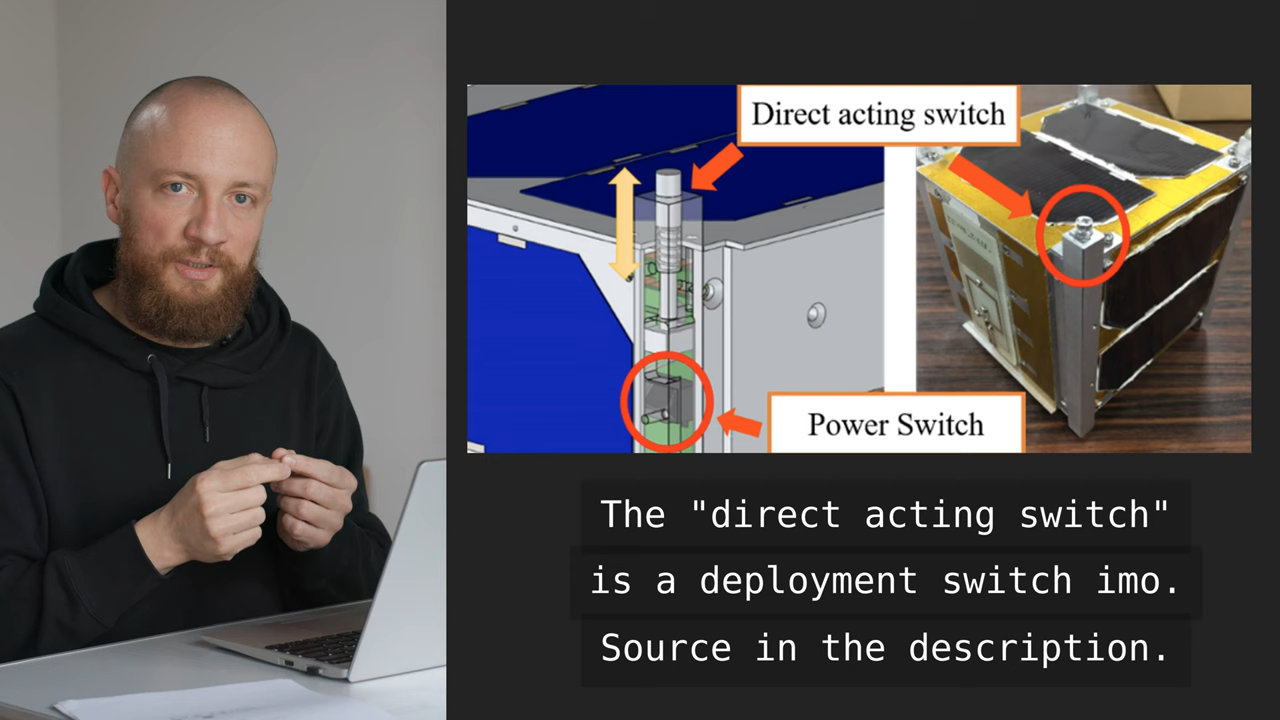 Direct acting switch
Power Switch
The "direct acting switch"
is a deployment switch imo.
Source in the description.